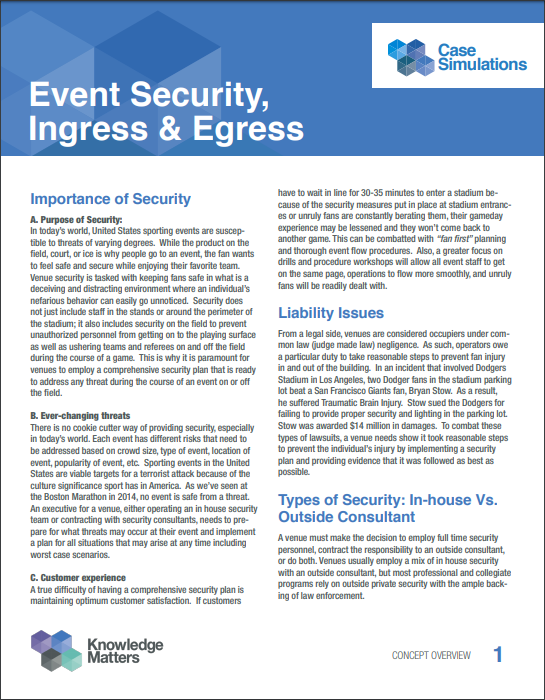 Case
Simulations
Event Security,
Ingress & Egress
Importance of Security
A. Purpose of Security:
In today's world, United States sporting events are suscep-
tible to threats of varying degrees. While the product on the
field, court, or ice is why people go to an event, the fan wants
to feel safe and secure while enjoying their favorite team.
Venue security is tasked with keeping fans safe in what is a
deceiving and distracting environment where an individual's
nefarious behavior can easily go unnoticed. Security does
not just include staff in the stands or around the perimeter of
the stadium; it also includes security on the field to prevent
unauthorized personnel from getting on to the playing surface
as well as ushering teams and referees on and off the field
during the course of a game. This is why it is paramount for
venues to employ a comprehensive security plan that is ready
to address any threat during the course of an event on or off
the field.
B. Ever-changing threats
There is no cookie cutter way of providing security, especially
in today's world. Each event has different risks that need to
be addressed based on crowd size, type of event, location of
event, popularity of event, etc. Sporting events in the United
States are viable targets for a terrorist attack because of the
culture significance sport has in America. As we've seen at
the Boston Marathon in 2014, no event is safe from a threat.
An executive for a venue, either operating an in house security
team or contracting with security consultants, needs to pre-
pare for what threats may occur at their event and implement
a plan for all situations that may arise at any time including
worst case scenarios.
C. Customer experience
A true difficulty of having a comprehensive security plan is
maintaining optimum customer satisfaction. If customers
have to wait in line for 30-35 minutes to enter a stadium be-
cause of the security measures put in place at stadium entranc-
es or unruly fans are constantly berating them, their gameday
experience may be lessened and they won't come back to
another game. This can be combatted with "fan first" planning
and thorough event flow procedures. Also, a greater focus on
drills and procedure workshops will allow all event staff to get
on the same page, operations to flow more smoothly, and unruly
fans will be readily dealt with.
Liability Issues
From a legal side, venues are considered occupiers under com-
mon law (judge made law) negligence. As such, operators owe
a particular duty to take reasonable steps to prevent fan injury
in and out of the building. In an incident that involved Dodgers
Stadium in Los Angeles, two Dodger fans in the stadium parking
lot beat a San Francisco Giants fan, Bryan Stow. As a result,
he suffered Traumatic Brain Injury. Stow sued the Dodgers for
failing to provide proper security and lighting in the parking lot.
Stow was awarded $14 million in damages. To combat these
types of lawsuits, a venue needs show it took reasonable steps
to prevent the individual's injury by implementing a security
plan and providing evidence that it was followed as best as
possible.
Types of Security: In-house Vs.
Outside Consultant
A venue must make the decision to employ full time security
personnel, contract the responsibility to an outside consultant,
or do both. Venues usually employ a mix of in house security
with an outside consultant, but most professional and collegiate
programs rely on outside private security with the ample back-
ing of law enforcement.
Knowledge
Matters
CONCEPT OVERVIEW 1